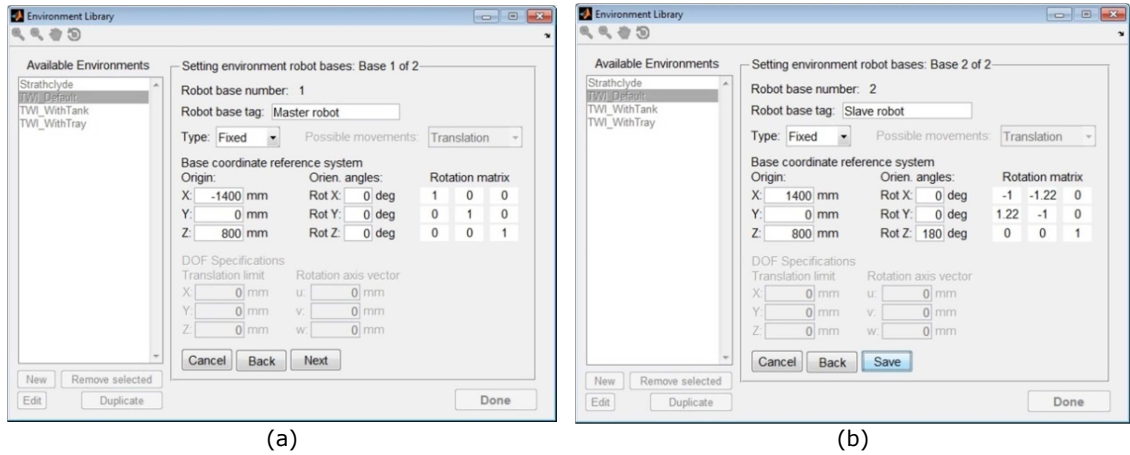 Environment Library
Available Environments
Strathclyde
TWI_Default
TWI_WithTank
TWI_WithTray
Setting environment robot bases: Base 1 of 2
Robot base number: 1
Robot base tag: Master robot
Type: Fixed Possible movements: Translation
Base coordinate reference system
Origin: Orien. angles: Rotation matrix
X: -1400 mm Rot X: 0 deg 1 0 0
Y: 0 mm Rot Y: 0 deg 0 1 0
Z: 800 mm Rot Z: 0 deg 0 0 1
DOF Specifications
Translation limit Rotation axis vector
X: 0 mm u: 0 mm
Y: 0 mm v: 0 mm
Z: 0 mm w: 0 mm
Cancel Back Next
New Remove selected
Edit Duplicate Done
(a)
Environment Library
Available Environments
Strathclyde
TWI_Default
TWI_WithTank
TWI_WithTray
Setting environment robot bases: Base 2 of 2
Robot base number: 2
Robot base tag: Slave robot
Type: Fixed Possible movements: Translation
Base coordinate reference system
Origin: Orien. angles: Rotation matrix
X: 1400 mm Rot X: 0 deg -1 -1.22 0
Y: 0 mm Rot Y: 0 deg 1.22 -1 0
Z: 800 mm Rot Z: 180 deg 0 0 1
DOF Specifications
Translation limit Rotation axis vector
X: 0 mm u: 0 mm
Y: 0 mm v: 0 mm
Z: 0 mm w: 0 mm
Cancel Back Save
New Remove selected
Edit Duplicate Done
(b)